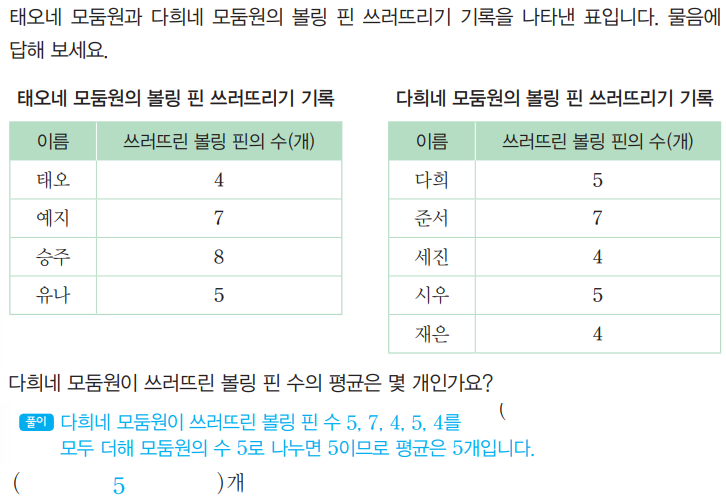 태오네 모둠원과 다희네 모둠원의 볼링 핀 쓰러뜨리기 기록을 나타낸 표입니다. 물음에
답해 보세요.
태오네 모둠원의 볼링 핀 쓰러뜨리기 기록
이름 쓰러뜨린 볼링 핀의 수(개)
태오 4
예지 7
승주 8
유나 5
다희네 모둠원의 볼링 핀 쓰러뜨리기 기록
이름 쓰러뜨린 볼링 핀의 수(개)
다희 5
준서 7
세진 4
시우 5
재은 4
다희네 모둠원이 쓰러뜨린 볼링 핀 수의 평균은 몇 개인가요?
풀이 다희네 모둠원이 쓰러뜨린 볼링 핀 수 5, 7, 4, 5, 4를 (
모두 더해 모둠원의 수 5로 나누면 5이므로 평균은 5개입니다.
( 5 )개